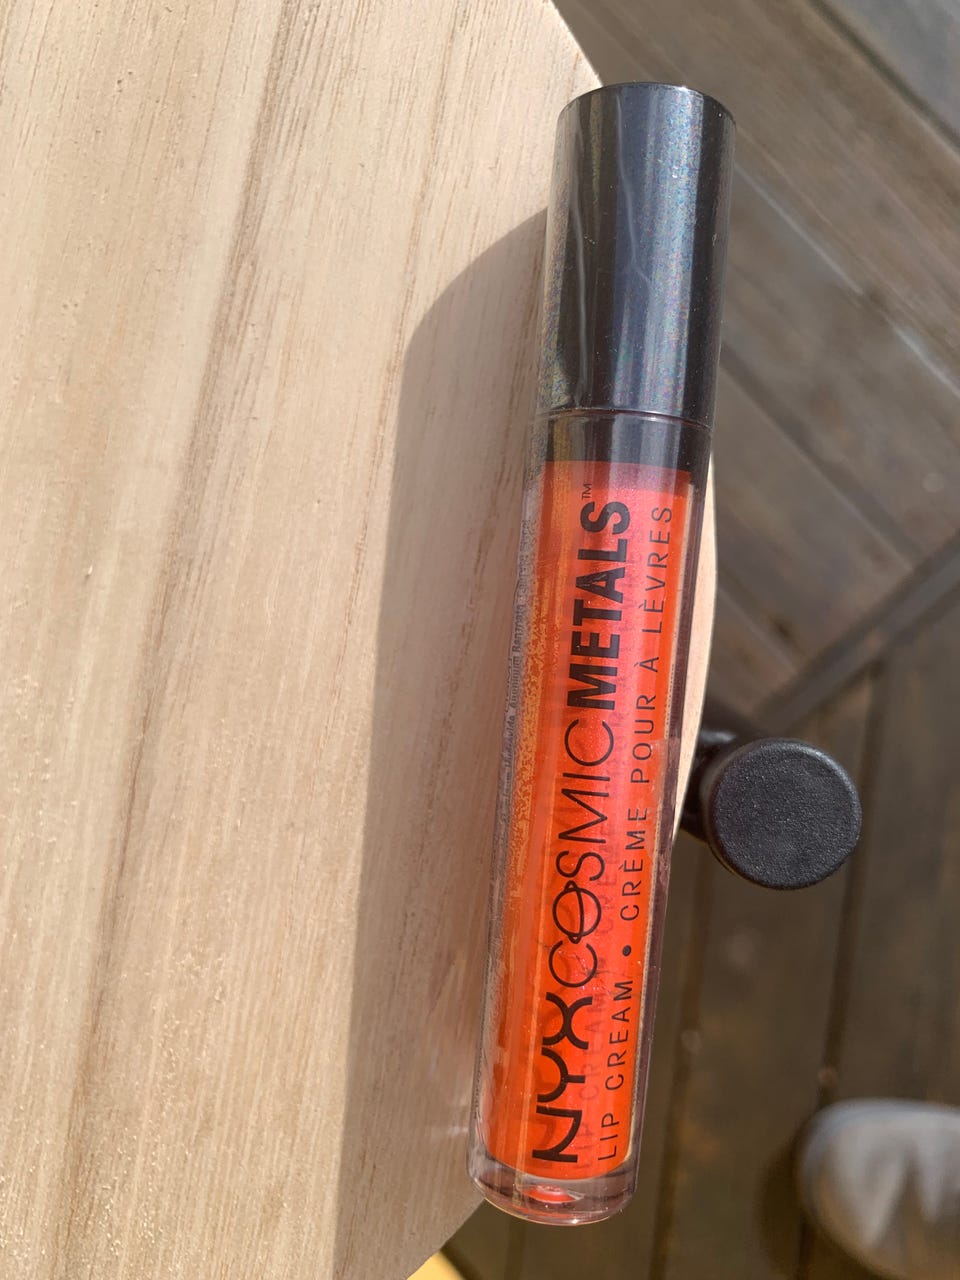 NYX COSMIC METALS™
LIP CREAM • CRÈME POUR À LÈVRES